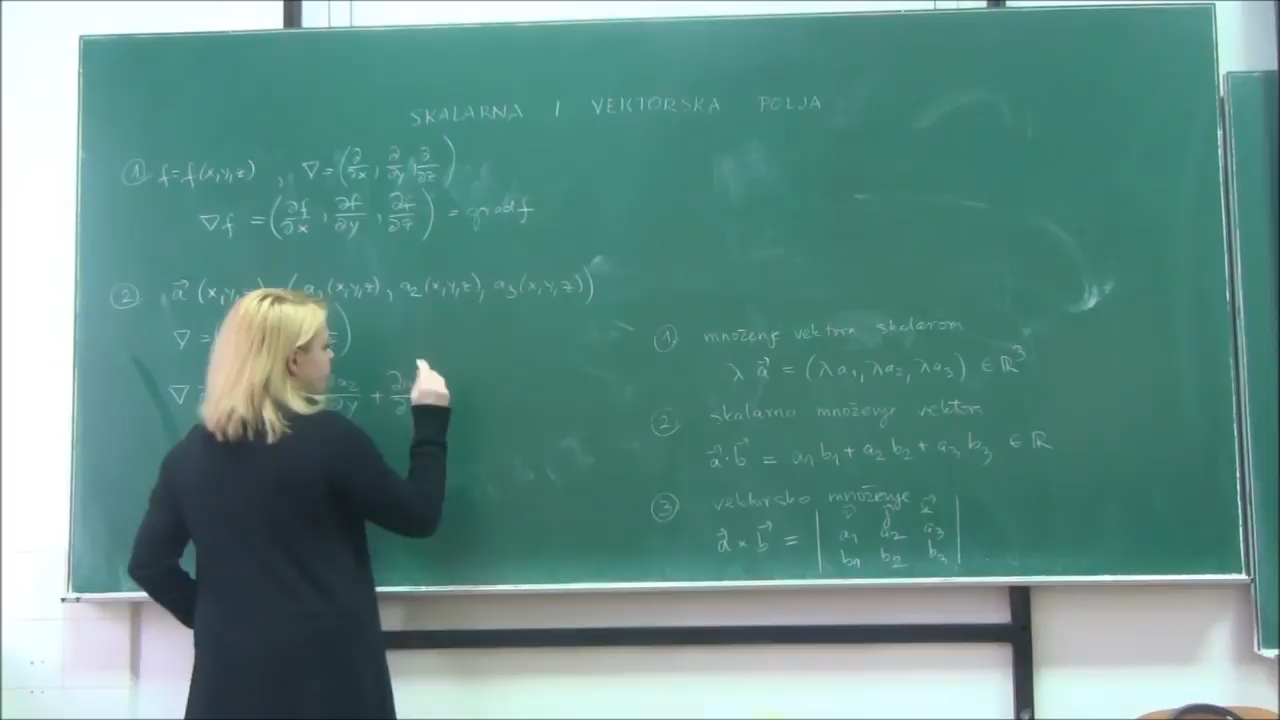 SKALARNA I VEKTORSKA POLJA
① f=f(x,y,z) , ∇=(∂/∂x, ∂/∂y, ∂/∂z)
∇f = (∂f/∂x, ∂f/∂y, ∂f/∂z) = grad f
② a⃗ (x,y,z) (a₁(x,y,z), a₂(x,y,z), a₃(x,y,z))
∇ = )
∇ a₂/∂y + ∂
① množenje vektora skalarom
λ a⃗ = (λa₁, λa₂, λa₃) ∈ ℝ³
② skalarno množenje vektora
a⃗·b⃗ = a₁b₁ + a₂b₂ + a₃b₃ ∈ ℝ
③ vektorsko množenje
a⃗ × b⃗ = | i⃗ j⃗ k⃗
a₁ a₂ a₃
b₁ b₂ b₃ |